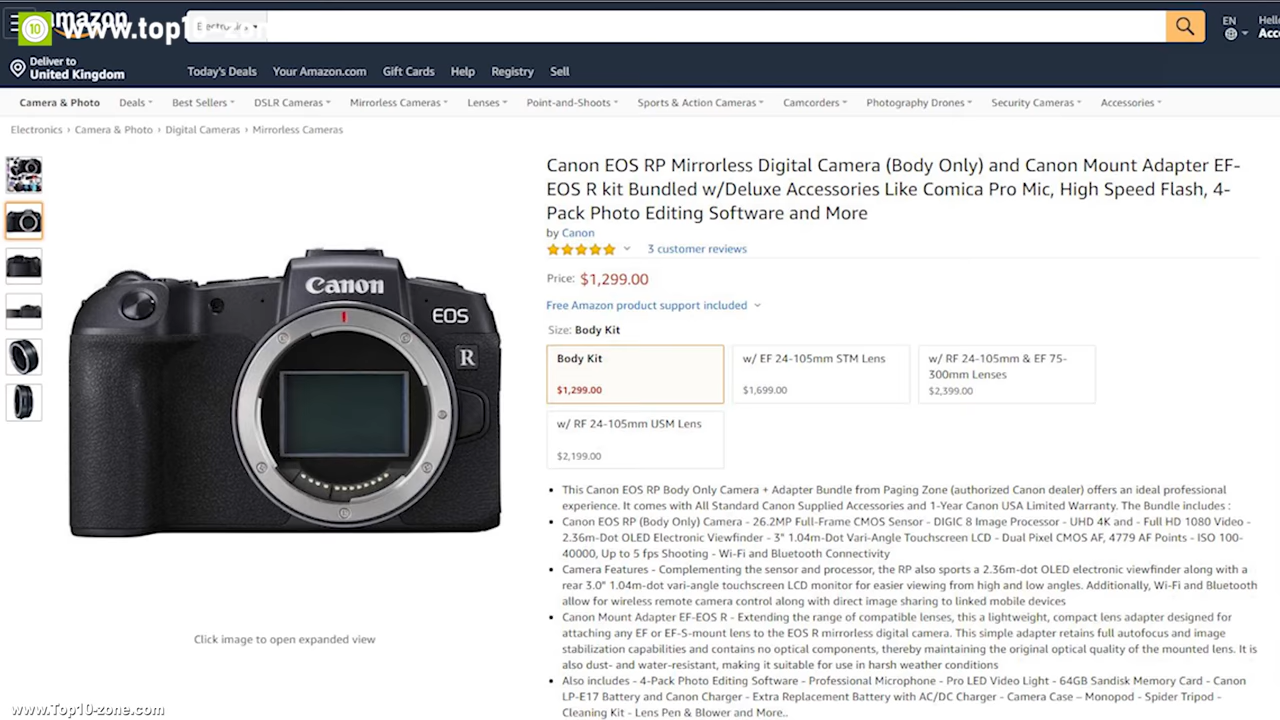 amazon
10
www.top10-zon
Electronics
EN
Hello
Acc
Deliver to
United Kingdom
Today's Deals Your Amazon.com Gift Cards Help Registry Sell
Camera & Photo Deals Best Sellers DSLR Cameras Mirrorless Cameras Lenses Point-and-Shoots Sports & Action Cameras Camcorders Photography Drones Security Cameras Accessories
Electronics › Camera & Photo › Digital Cameras › Mirrorless Cameras
Canon EOS RP Mirrorless Digital Camera (Body Only) and Canon Mount Adapter EF-
EOS R kit Bundled w/Deluxe Accessories Like Comica Pro Mic, High Speed Flash, 4-
Pack Photo Editing Software and More
by Canon
3 customer reviews
Price: $1,299.00
Free Amazon product support included
Size: Body Kit
Body Kit
$1,299.00
w/ EF 24-105mm STM Lens
$1,699.00
w/ RF 24-105mm & EF 75-
300mm Lenses
$2,399.00
w/ RF 24-105mm USM Lens
$2,199.00
Canon
EOS
R
Click image to open expanded view
• This Canon EOS RP Body Only Camera + Adapter Bundle from Paging Zone (authorized Canon dealer) offers an ideal professional
experience. It comes with All Standard Canon Supplied Accessories and 1-Year Canon USA Limited Warranty. The Bundle includes :
• Canon EOS RP (Body Only) Camera - 26.2MP Full-Frame CMOS Sensor - DIGIC 8 Image Processor - UHD 4K and - Full HD 1080 Video -
2.36m-Dot OLED Electronic Viewfinder - 3" 1.04m-Dot Vari-Angle Touchscreen LCD - Dual Pixel CMOS AF, 4779 AF Points - ISO 100-
40000, Up to 5 fps Shooting - Wi-Fi and Bluetooth Connectivity
• Camera Features - Complementing the sensor and processor, the RP also sports a 2.36m-dot OLED electronic viewfinder along with a
rear 3.0" 1.04m-dot vari-angle touchscreen LCD monitor for easier viewing from high and low angles. Additionally, Wi-Fi and Bluetooth
allow for wireless remote camera control along with direct image sharing to linked mobile devices
• Canon Mount Adapter EF-EOS R - Extending the range of compatible lenses, this a lightweight, compact lens adapter designed for
attaching any EF or EF-S-mount lens to the EOS R mirrorless digital camera. This simple adapter retains full autofocus and image
stabilization capabilities and contains no optical components, thereby maintaining the original optical quality of the mounted lens. It is
also dust- and water-resistant, making it suitable for use in harsh weather conditions
• Also includes - 4-Pack Photo Editing Software - Professional Microphone - Pro LED Video Light - 64GB Sandisk Memory Card - Canon
LP-E17 Battery and Canon Charger - Extra Replacement Battery with AC/DC Charger - Camera Case – Monopod - Spider Tripod -
Cleaning Kit - Lens Pen & Blower and More..
www.Top10-zone.com